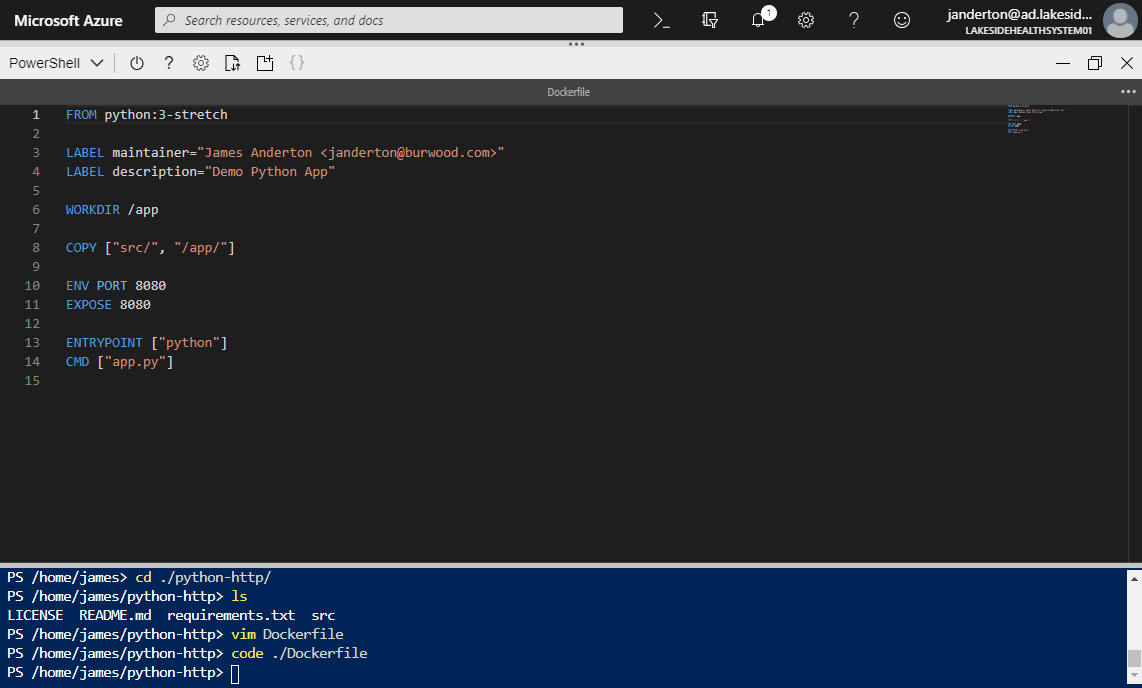 Microsoft Azure
Search resources, services, and docs
1
janderton@ad.lakesid...
LAKESIDEHEALTHSYSTEM01
PowerShell
Dockerfile
1 FROM python:3-stretch
2
3 LABEL maintainer="James Anderton <janderton@burwood.com>"
4 LABEL description="Demo Python App"
5
6 WORKDIR /app
7
8 COPY ["src/", "/app/"]
9
10 ENV PORT 8080
11 EXPOSE 8080
12
13 ENTRYPOINT ["python"]
14 CMD ["app.py"]
15
PS /home/james> cd ./python-http/
PS /home/james/python-http> ls
LICENSE README.md requirements.txt src
PS /home/james/python-http> vim Dockerfile
PS /home/james/python-http> code ./Dockerfile
PS /home/james/python-http>